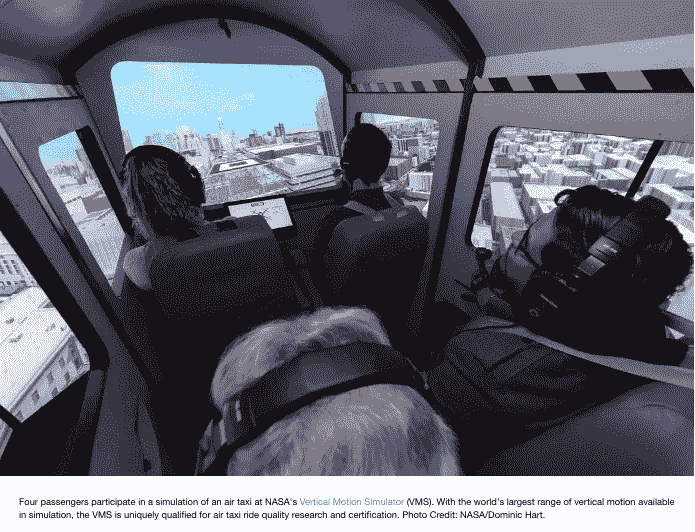 Four passengers participate in a simulation of an air taxi at NASA's Vertical Motion Simulator (VMS). With the world's largest range of vertical motion available
in simulation, the VMS is uniquely qualified for air taxi ride quality research and certification. Photo Credit: NASA/Dominic Hart.